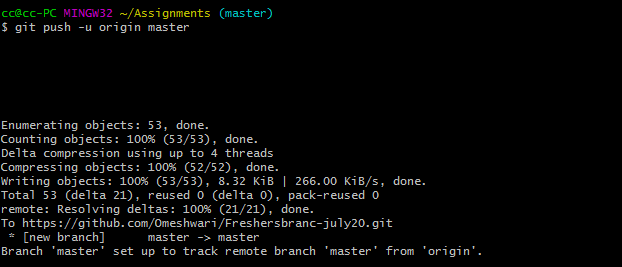 cc@cc-PC MINGW32 ~/Assignments (master)
$ git push -u origin master
Enumerating objects: 53, done.
Counting objects: 100% (53/53), done.
Delta compression using up to 4 threads
Compressing objects: 100% (52/52), done.
Writing objects: 100% (53/53), 8.32 KiB | 266.00 KiB/s, done.
Total 53 (delta 21), reused 0 (delta 0), pack-reused 0
remote: Resolving deltas: 100% (21/21), done.
To https://github.com/Omeshwari/Freshersbranc-july20.git
 * [new branch]      master -> master
Branch 'master' set up to track remote branch 'master' from 'origin'.